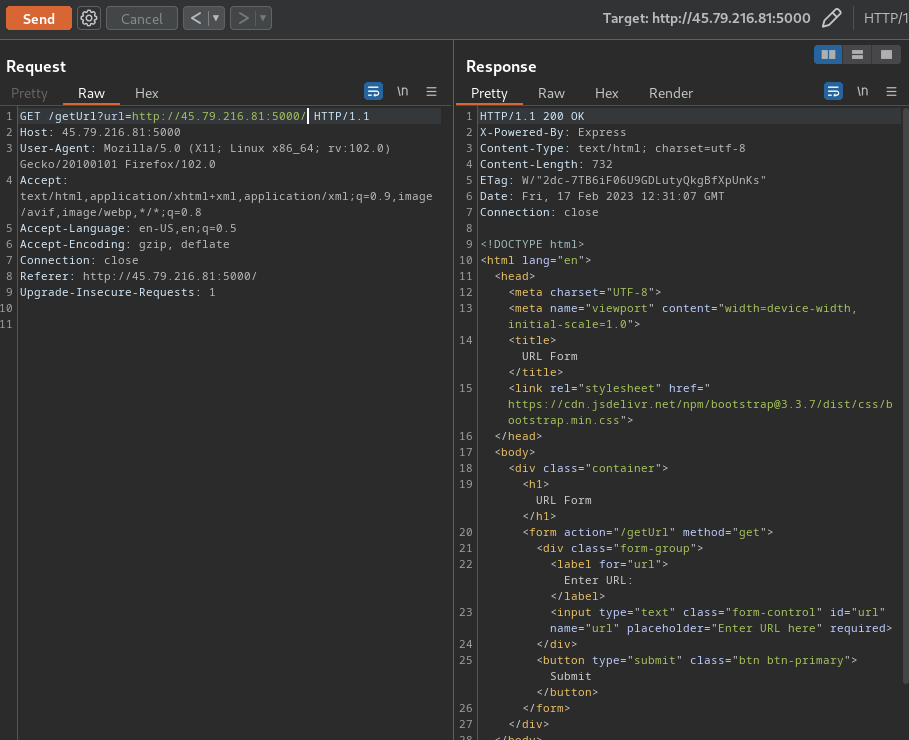 Send Cancel < > Target: http://45.79.216.81:5000 HTTP/1
Request
Pretty Raw Hex \n
1 GET /getUrl?url=http://45.79.216.81:5000/ HTTP/1.1
2 Host: 45.79.216.81:5000
3 User-Agent: Mozilla/5.0 (X11; Linux x86_64; rv:102.0)
Gecko/20100101 Firefox/102.0
4 Accept:
text/html,application/xhtml+xml,application/xml;q=0.9,image
/avif,image/webp,*/*;q=0.8
5 Accept-Language: en-US,en;q=0.5
6 Accept-Encoding: gzip, deflate
7 Connection: close
8 Referer: http://45.79.216.81:5000/
9 Upgrade-Insecure-Requests: 1
10
11
Response
Pretty Raw Hex Render \n
1 HTTP/1.1 200 OK
2 X-Powered-By: Express
3 Content-Type: text/html; charset=utf-8
4 Content-Length: 732
5 ETag: W/"2dc-7TB6iF06U9GDLutyQkgBfXpUnKs"
6 Date: Fri, 17 Feb 2023 12:31:07 GMT
7 Connection: close
8
9 <!DOCTYPE html>
10 <html lang="en">
11 <head>
12 <meta charset="UTF-8">
13 <meta name="viewport" content="width=device-width,
initial-scale=1.0">
14 <title>
URL Form
</title>
15 <link rel="stylesheet" href="
https://cdn.jsdelivr.net/npm/bootstrap@3.3.7/dist/css/b
ootstrap.min.css">
16 </head>
17 <body>
18 <div class="container">
19 <h1>
URL Form
</h1>
20 <form action="/getUrl" method="get">
21 <div class="form-group">
22 <label for="url">
Enter URL:
</label>
23 <input type="text" class="form-control" id="url"
name="url" placeholder="Enter URL here" required>
24 </div>
25 <button type="submit" class="btn btn-primary">
Submit
</button>
26 </form>
27 </div>
28 </body>